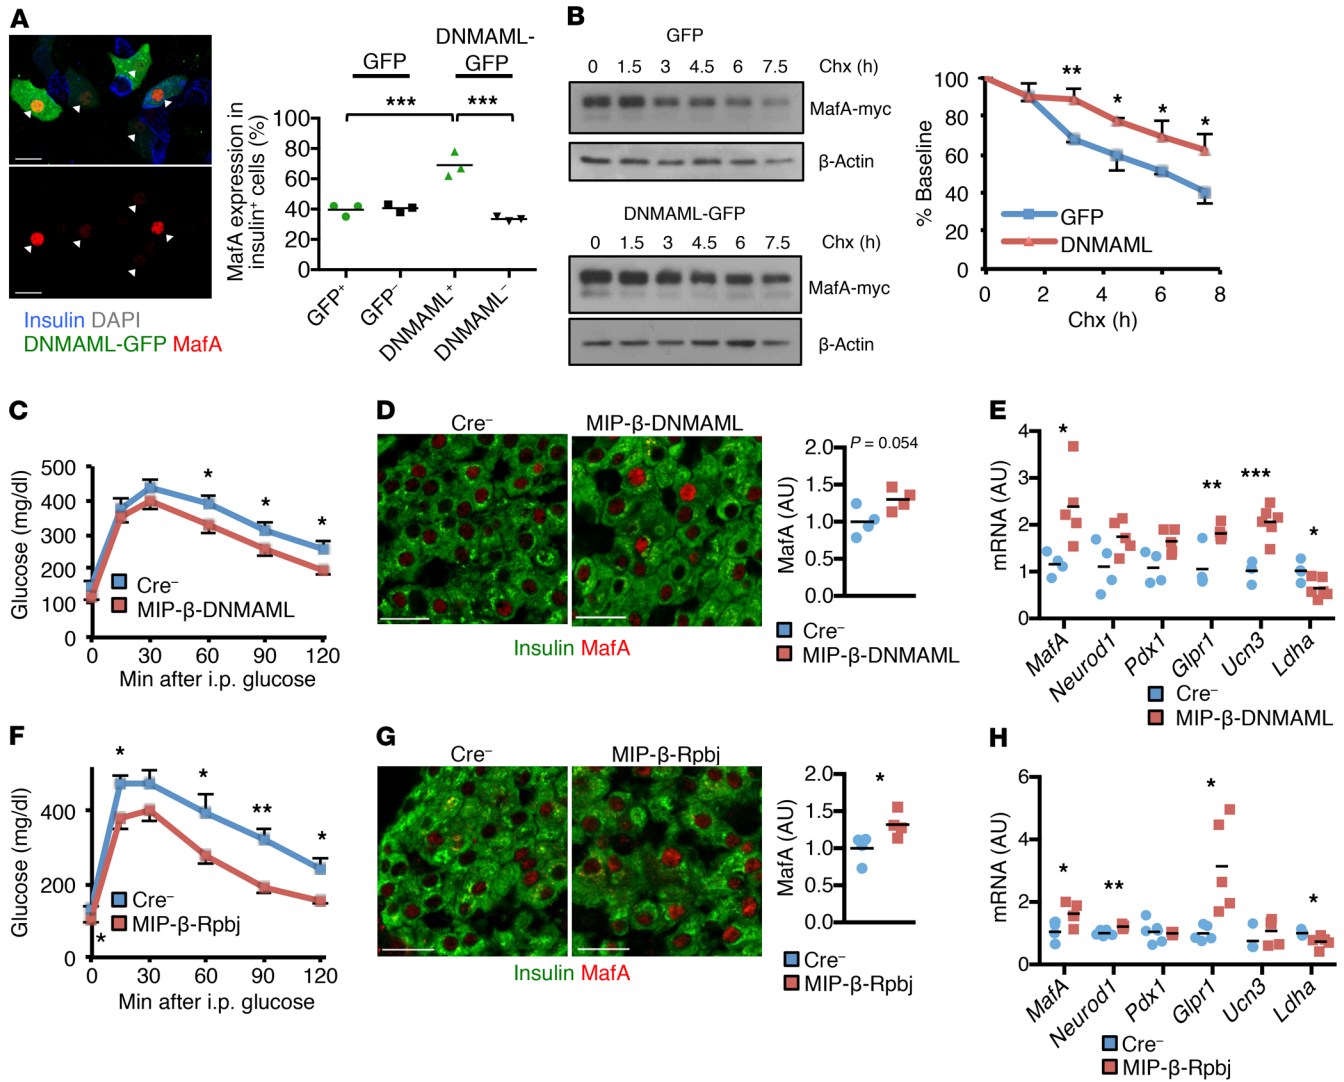 A
Insulin DAPI
DNMAML-GFP MafA
GFP
DNMAML-
GFP
***
***
MafA expression in
insulin⁺ cells (%)
100
80
60
40
20
0
GFP⁺
GFP⁻
DNMAML⁺
DNMAML⁻
B
GFP
0 1.5 3 4.5 6 7.5 Chx (h)
MafA-myc
β-Actin
DNMAML-GFP
0 1.5 3 4.5 6 7.5 Chx (h)
MafA-myc
β-Actin
% Baseline
100
80
60
40
20
0
**
*
*
*
GFP
DNMAML
0 2 4 6 8
Chx (h)
C
Glucose (mg/dl)
500
400
300
200
100
0
*
*
*
Cre⁻
MIP-β-DNMAML
0 30 60 90 120
Min after i.p. glucose
D
Cre⁻
MIP-β-DNMAML
Insulin MafA
MafA (AU)
2.0
1.5
1.0
0.5
0.0
P = 0.054
Cre⁻
MIP-β-DNMAML
E
mRNA (AU)
4
3
2
1
0
*
**
***
*
MafA
Neurod1
Pdx1
Glpr1
Ucn3
Ldha
Cre⁻
MIP-β-DNMAML
F
Glucose (mg/dl)
400
200
0
*
*
**
*
*
Cre⁻
MIP-β-Rpbj
0 30 60 90 120
Min after i.p. glucose
G
Cre⁻
MIP-β-Rpbj
Insulin MafA
MafA (AU)
2.0
1.5
1.0
0.5
0.0
*
Cre⁻
MIP-β-Rpbj
H
mRNA (AU)
6
4
2
0
*
**
*
*
MafA
Neurod1
Pdx1
Glpr1
Ucn3
Ldha
Cre⁻
MIP-β-Rpbj